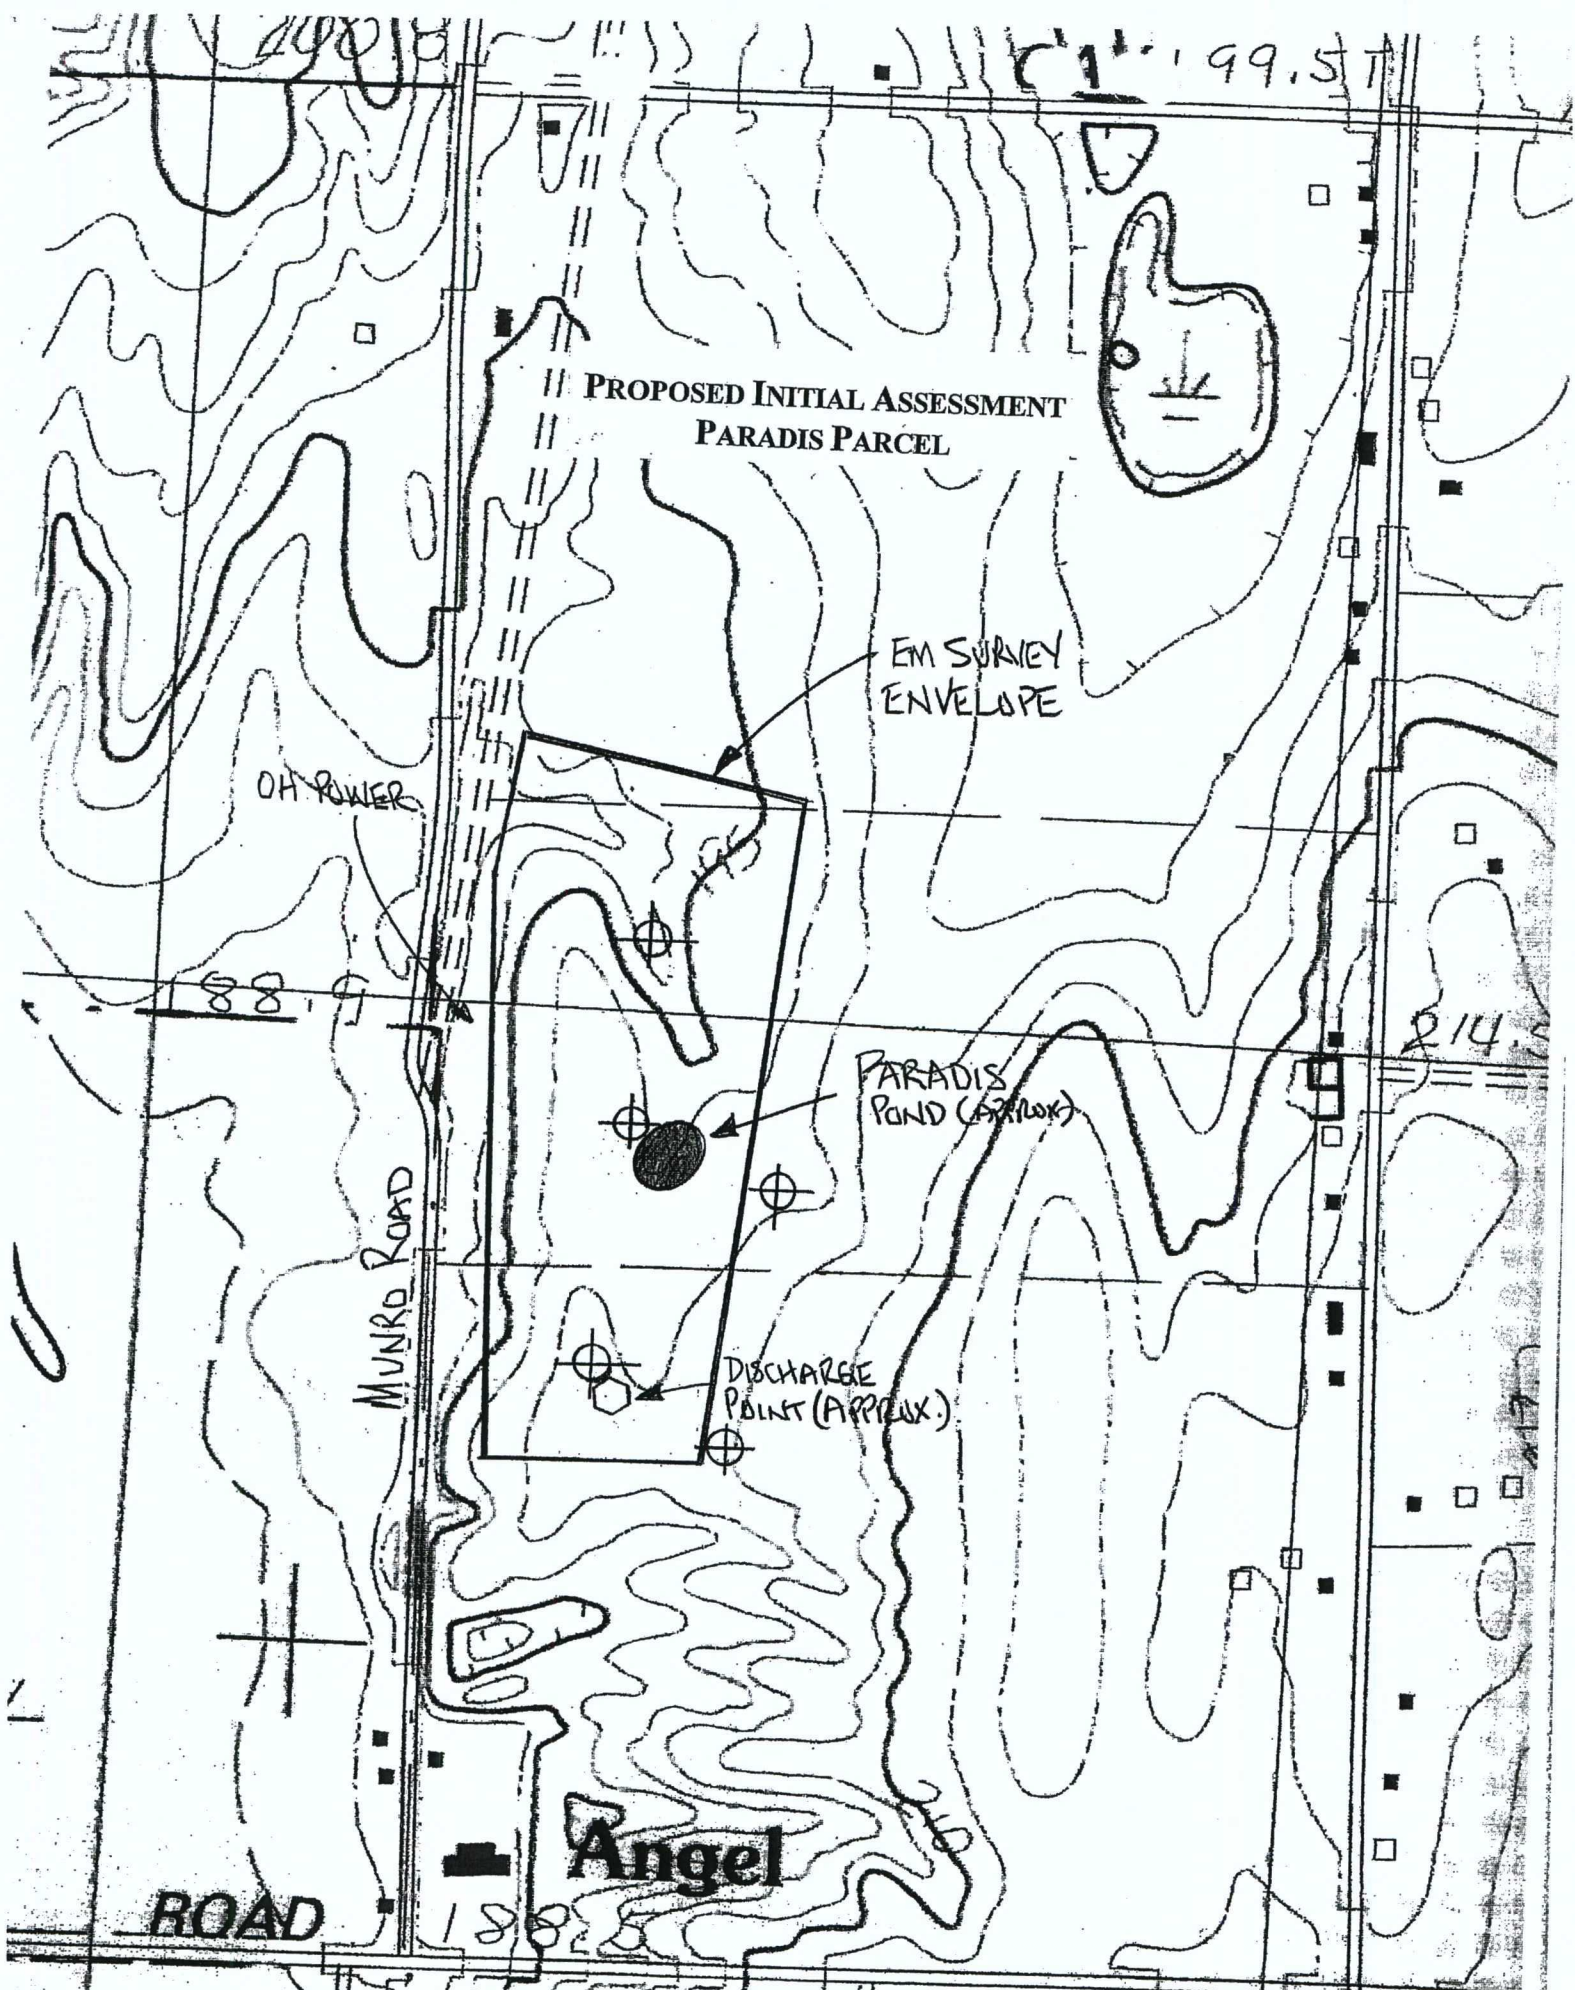 99.5
PROPOSED INITIAL ASSESSMENT
PARADIS PARCEL
EM SURVEY
ENVELOPE
OH POWER
188.9
214.
PARADIS
POND (APPROX)
MUNRO ROAD
DISCHARGE
POINT (APPROX.)
Angel
ROAD
188.